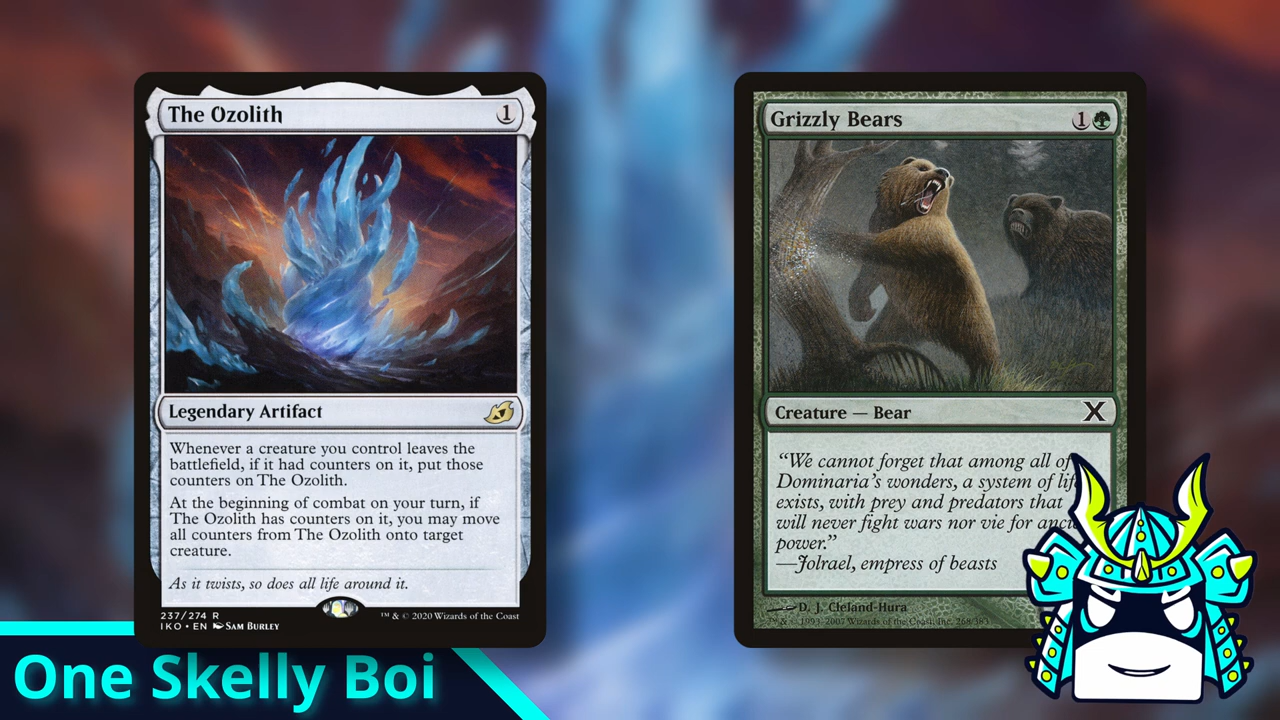 The Ozolith
1
Legendary Artifact
Whenever a creature you control leaves the
battlefield, if it had counters on it, put those
counters on The Ozolith.
At the beginning of combat on your turn, if
The Ozolith has counters on it, you may move
all counters from The Ozolith onto target
creature.
As it twists, so does all life around it.
237/274 R
IKO • EN SAM BURLEY
™ & © 2020 Wizards of the Coast
Grizzly Bears
1
Creature — Bear
X
“We cannot forget that among all of
Dominaria's wonders, a system of
exists, with prey and predators that
will never fight wars nor vie for
power.”
—Jolrael, empress of beasts
D. J. Cleland-Hura
™ & © 1993-2007 Wizards of the Coast, Inc. 268/383
One Skelly Boi